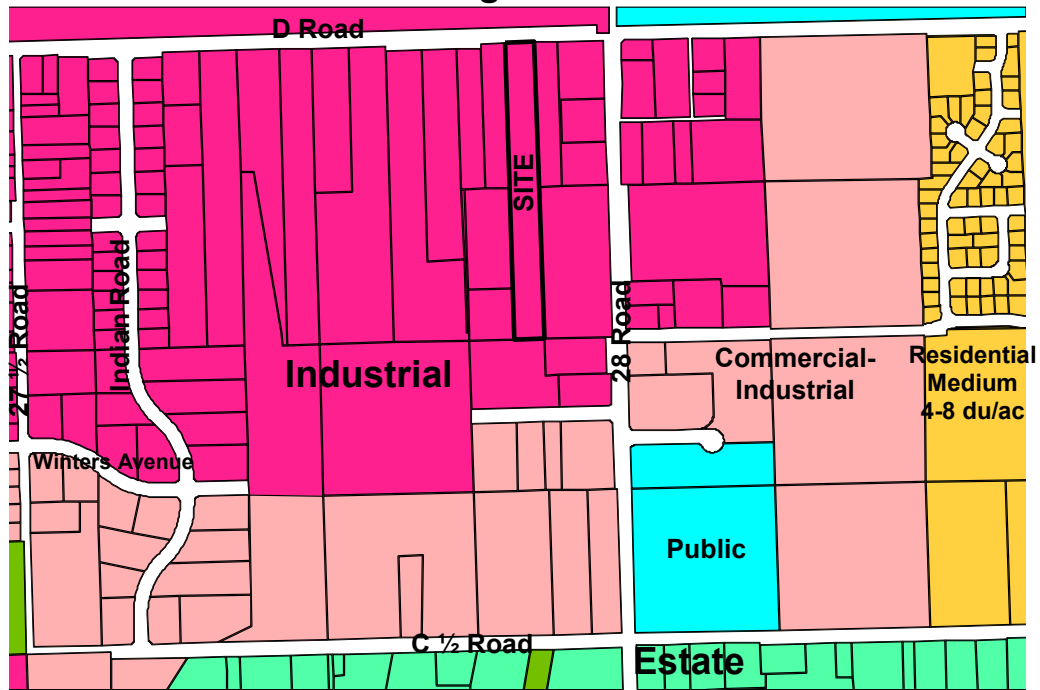 D Road
SITE
Indian Road
27 ½ Road
28 Road
Industrial
Commercial-
Industrial
Residential
Medium
4-8 du/ac
Winters Avenue
Public
C ½ Road
Estate